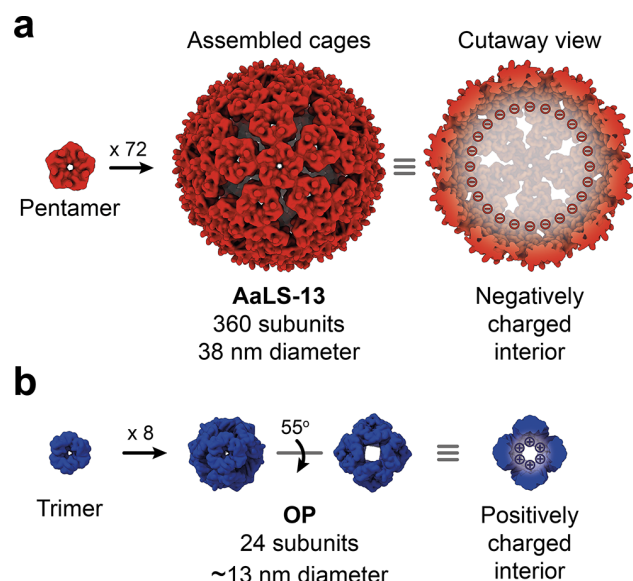 a
Assembled cages
Cutaway view
x 72
Pentamer
AaLS-13
360 subunits
38 nm diameter
Negatively
charged
interior
b
x 8
55º
Trimer
OP
24 subunits
~13 nm diameter
Positively
charged
interior